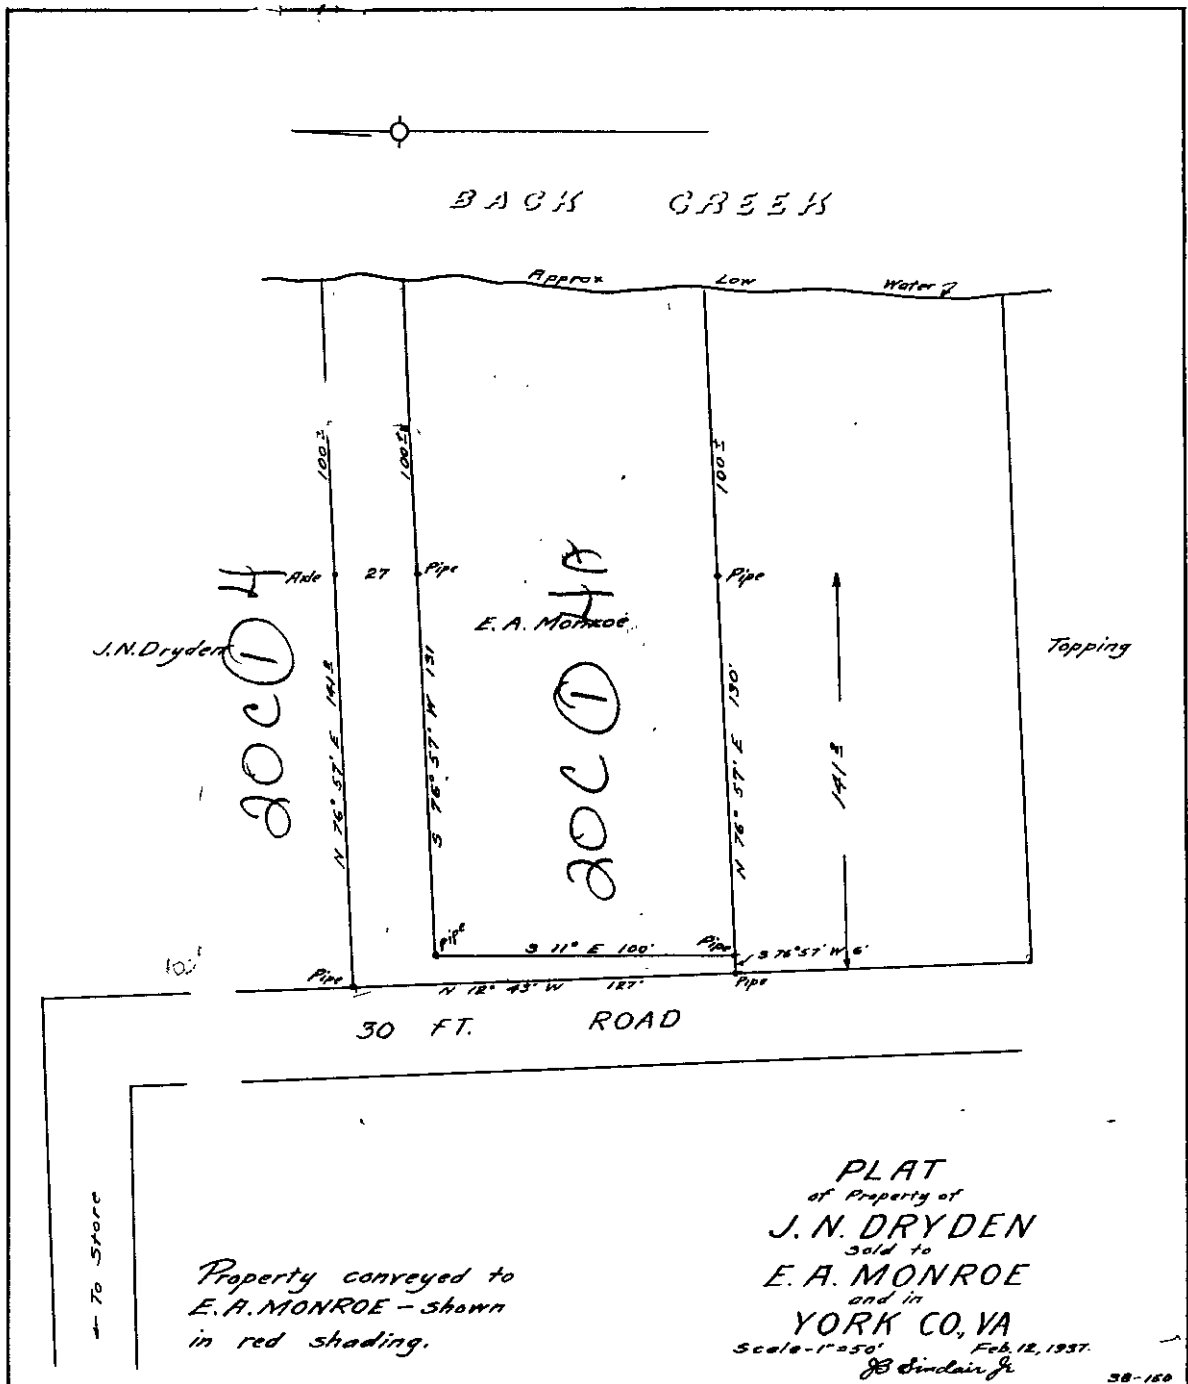 BACK CREEK
Approx Low Water
100±
100±
100±
Axle
27
Pipe
Pipe
20C ① 4
20C ① 4A
J.N. Dryden
E.A. Monroe
Topping
N 76° 57' E 141.3
S 76° 57' W 131
N 76° 57' E 130'
141.3
Pipe
S 11° E 100'
Pipe
S 76° 57' W 6'
Pipe
N 12° 43' W 127'
Pipe
30 FT. ROAD
← To Store
Property conveyed to
E.A. MONROE – shown
in red shading.
PLAT
of Property of
J. N. DRYDEN
sold to
E. A. MONROE
and in
YORK CO., VA
Scale-1"=50' Feb. 12, 1937.
JB Sinclair Jr
38-160